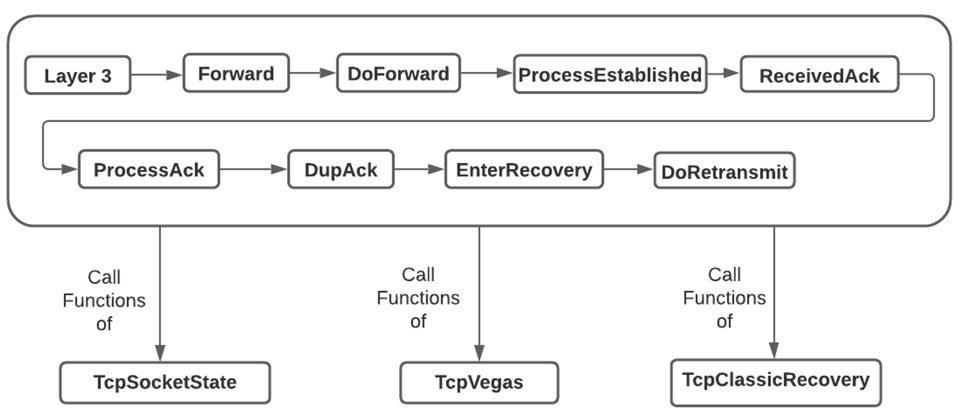 Layer 3
Forward
DoForward
ProcessEstablished
ReceivedAck
ProcessAck
DupAck
EnterRecovery
DoRetransmit
Call
Functions
of
Call
Functions
of
Call
Functions
of
TcpSocketState
TcpVegas
TcpClassicRecovery